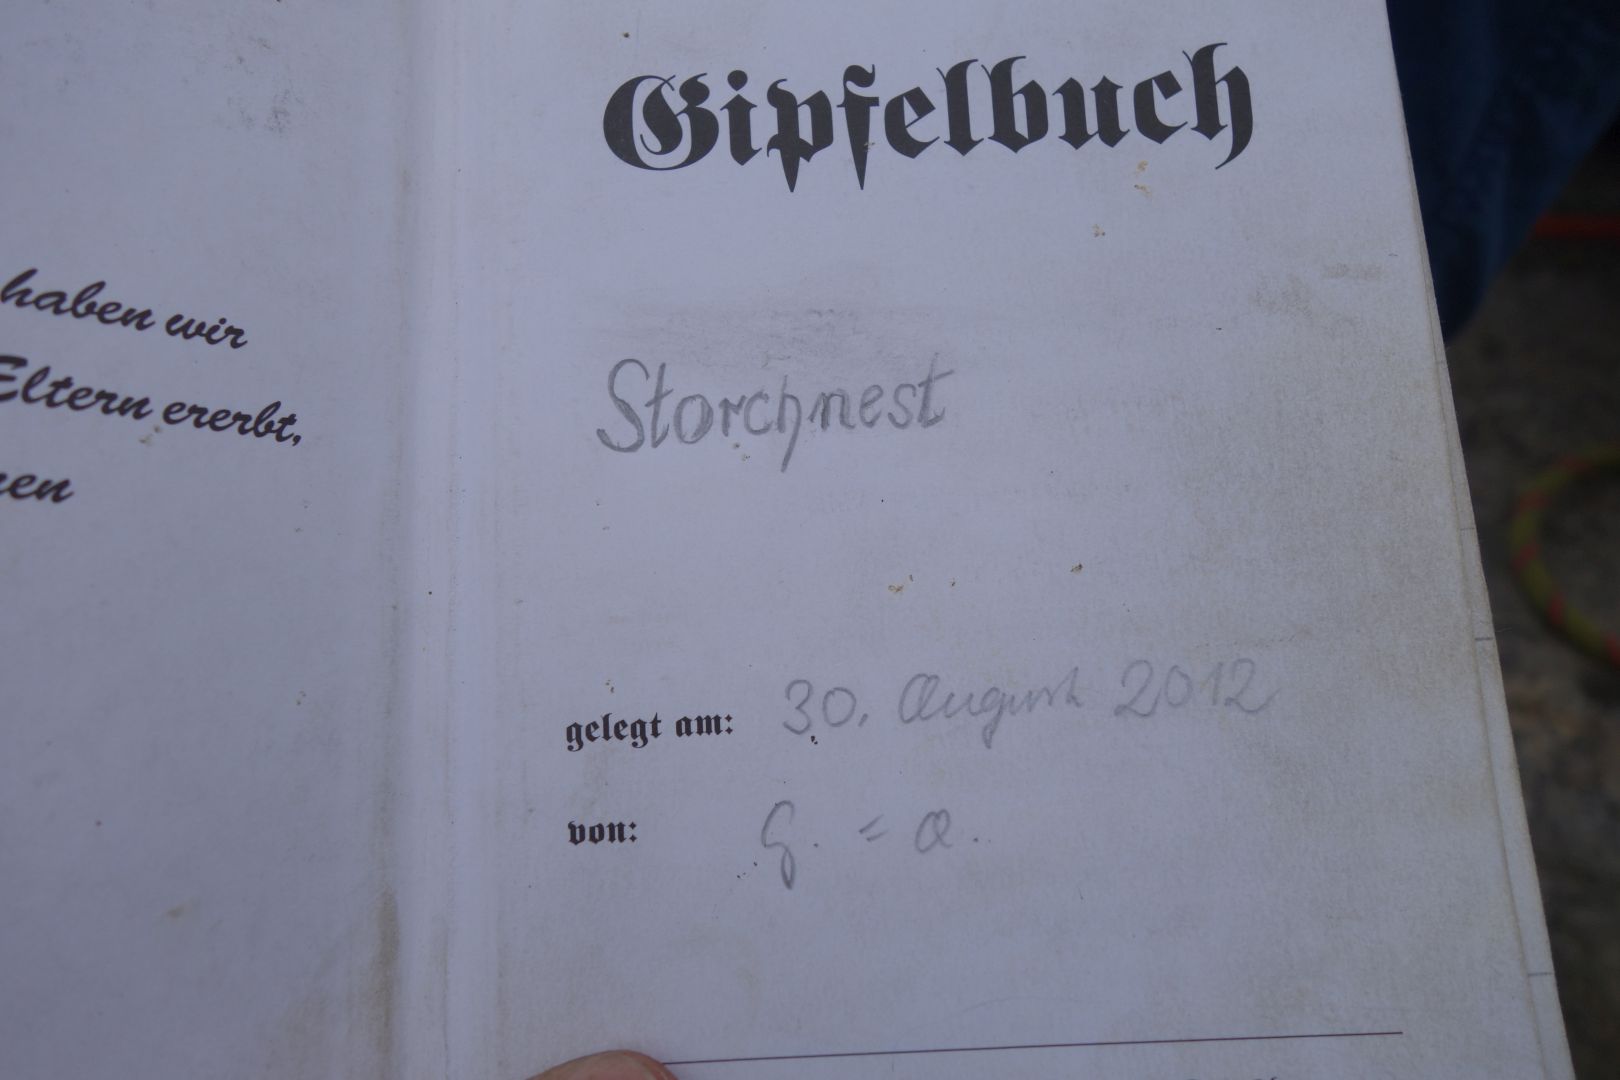 haben wir
Eltern ererbt,
en
Gipfelbuch
Storchnest
gelegt am: 30. August 2012
von: G. = a.